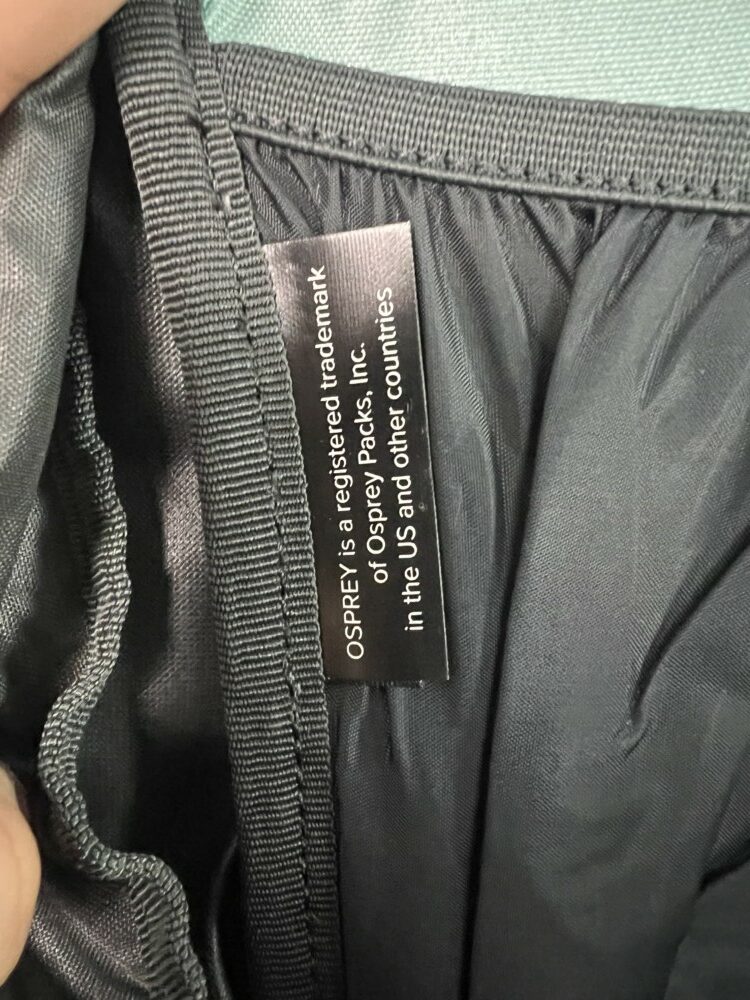 OSPREY is a registered trademark
of Osprey Packs, Inc.
in the US and other countries